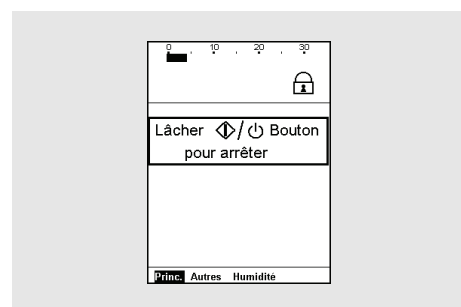 0 10 20 30
Lâcher / Bouton
pour arrêter
Princ. Autres Humidité